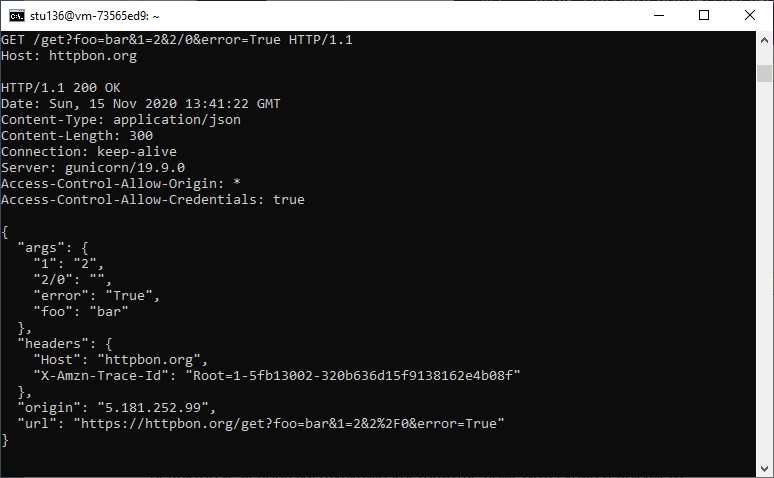 stu136@vm-73565ed9: ~
GET /get?foo=bar&1=2&2/0&error=True HTTP/1.1
Host: httpbon.org

HTTP/1.1 200 OK
Date: Sun, 15 Nov 2020 13:41:22 GMT
Content-Type: application/json
Content-Length: 300
Connection: keep-alive
Server: gunicorn/19.9.0
Access-Control-Allow-Origin: *
Access-Control-Allow-Credentials: true

{
  "args": {
    "1": "2",
    "2/0": "",
    "error": "True",
    "foo": "bar"
  },
  "headers": {
    "Host": "httpbon.org",
    "X-Amzn-Trace-Id": "Root=1-5fb13002-320b636d15f9138162e4b08f"
  },
  "origin": "5.181.252.99",
  "url": "https://httpbon.org/get?foo=bar&1=2&2%2F0&error=True"
}